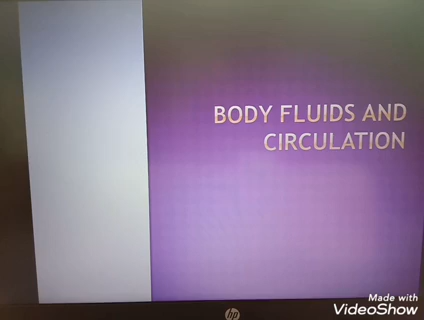 BODY FLUIDS AND
CIRCULATION
hp
Made with
VideoShow